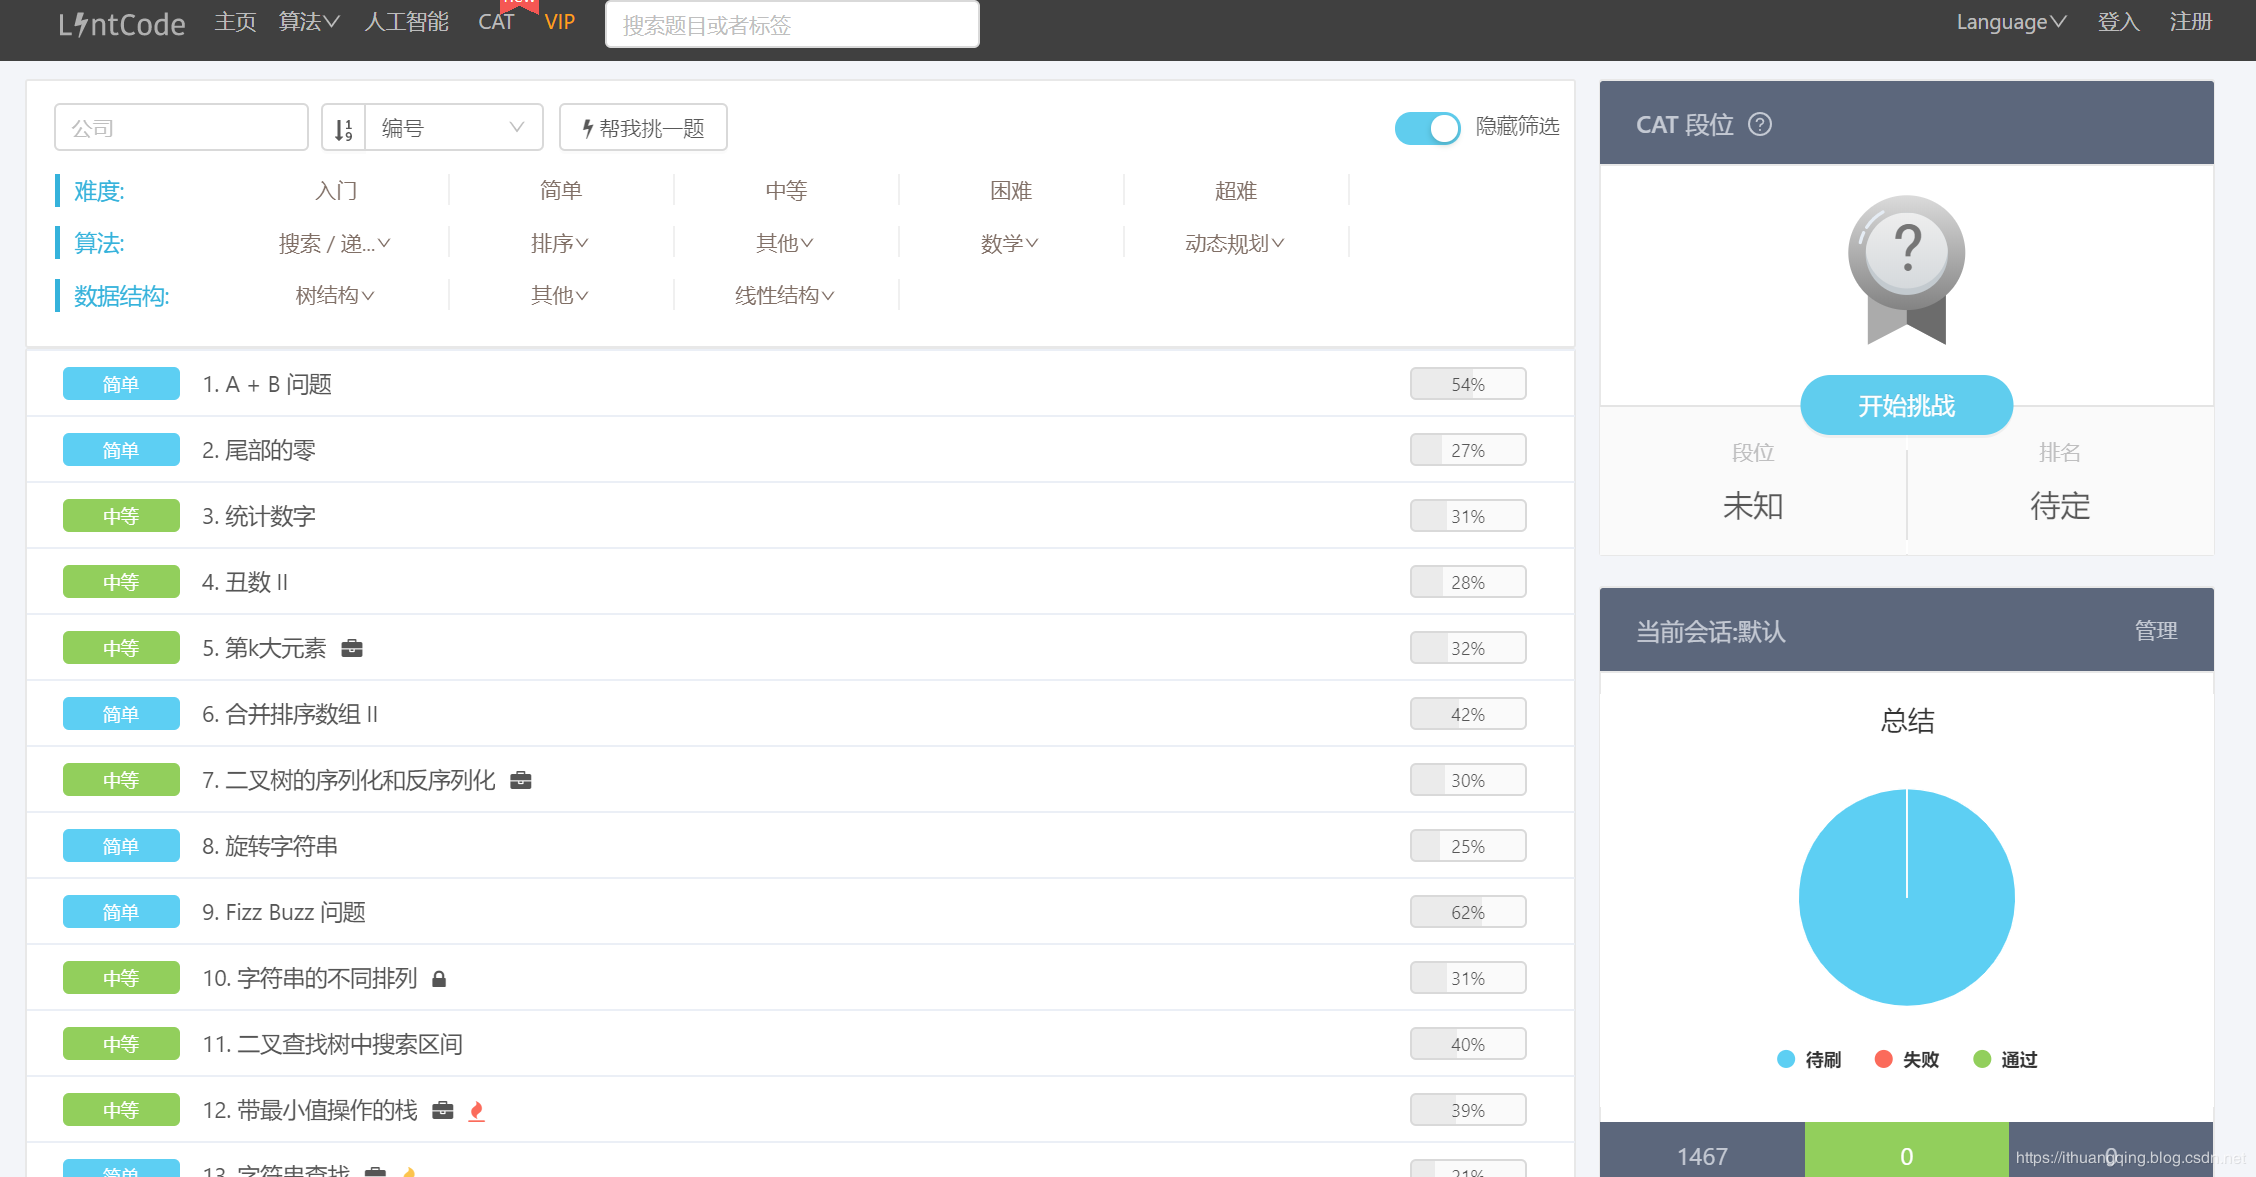 LintCode 主页 算法 人工智能 CAT new VIP 搜索题目或者标签 Language 登入 注册
公司 编号 帮我挑一题 隐藏筛选
难度: 入门 简单 中等 困难 超难
算法: 搜索 / 递... 排序 其他 数学 动态规划
数据结构: 树结构 其他 线性结构
简单 1. A + B 问题 54%
简单 2. 尾部的零 27%
中等 3. 统计数字 31%
中等 4. 丑数 II 28%
中等 5. 第k大元素 32%
简单 6. 合并排序数组 II 42%
中等 7. 二叉树的序列化和反序列化 30%
简单 8. 旋转字符串 25%
简单 9. Fizz Buzz 问题 62%
中等 10. 字符串的不同排列 31%
中等 11. 二叉查找树中搜索区间 40%
中等 12. 带最小值操作的栈 39%
简单 13. 字符串查找 21%
CAT 段位 ?
?
开始挑战
段位 排名
未知 待定
当前会话:默认 管理
总结
待刷 失败 通过
1467 0 0
https://ithuangqing.blog.csdn.net